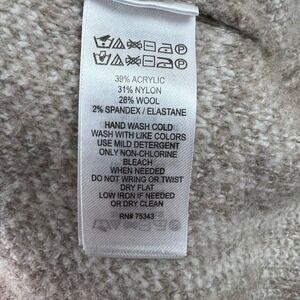 39% ACRYLIC
31% NYLON
28% WOOL
2% SPANDEX / ELASTANE
HAND WASH COLD
WASH WITH LIKE COLORS
USE MILD DETERGENT
ONLY NON-CHLORINE
BLEACH
WHEN NEEDED
DO NOT WRING OR TWIST
DRY FLAT
LOW IRON IF NEEDED
OR DRY CLEAN
RN# 75343